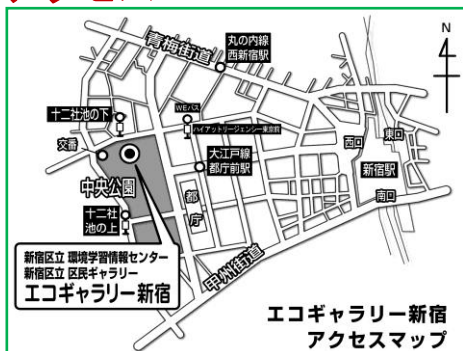 N
青梅街道
丸の内線
西新宿駅
十二社池の下
WEバス
ハイアットリージェンシー東京前
交番
大江戸線
都庁前駅
西口
東口
新宿駅
南口
中央公園
都庁
十二社
池の上
甲州街道
新宿区立 環境学習情報センター
新宿区立 区民ギャラリー
エコギャラリー新宿
エコギャラリー新宿
アクセスマップ